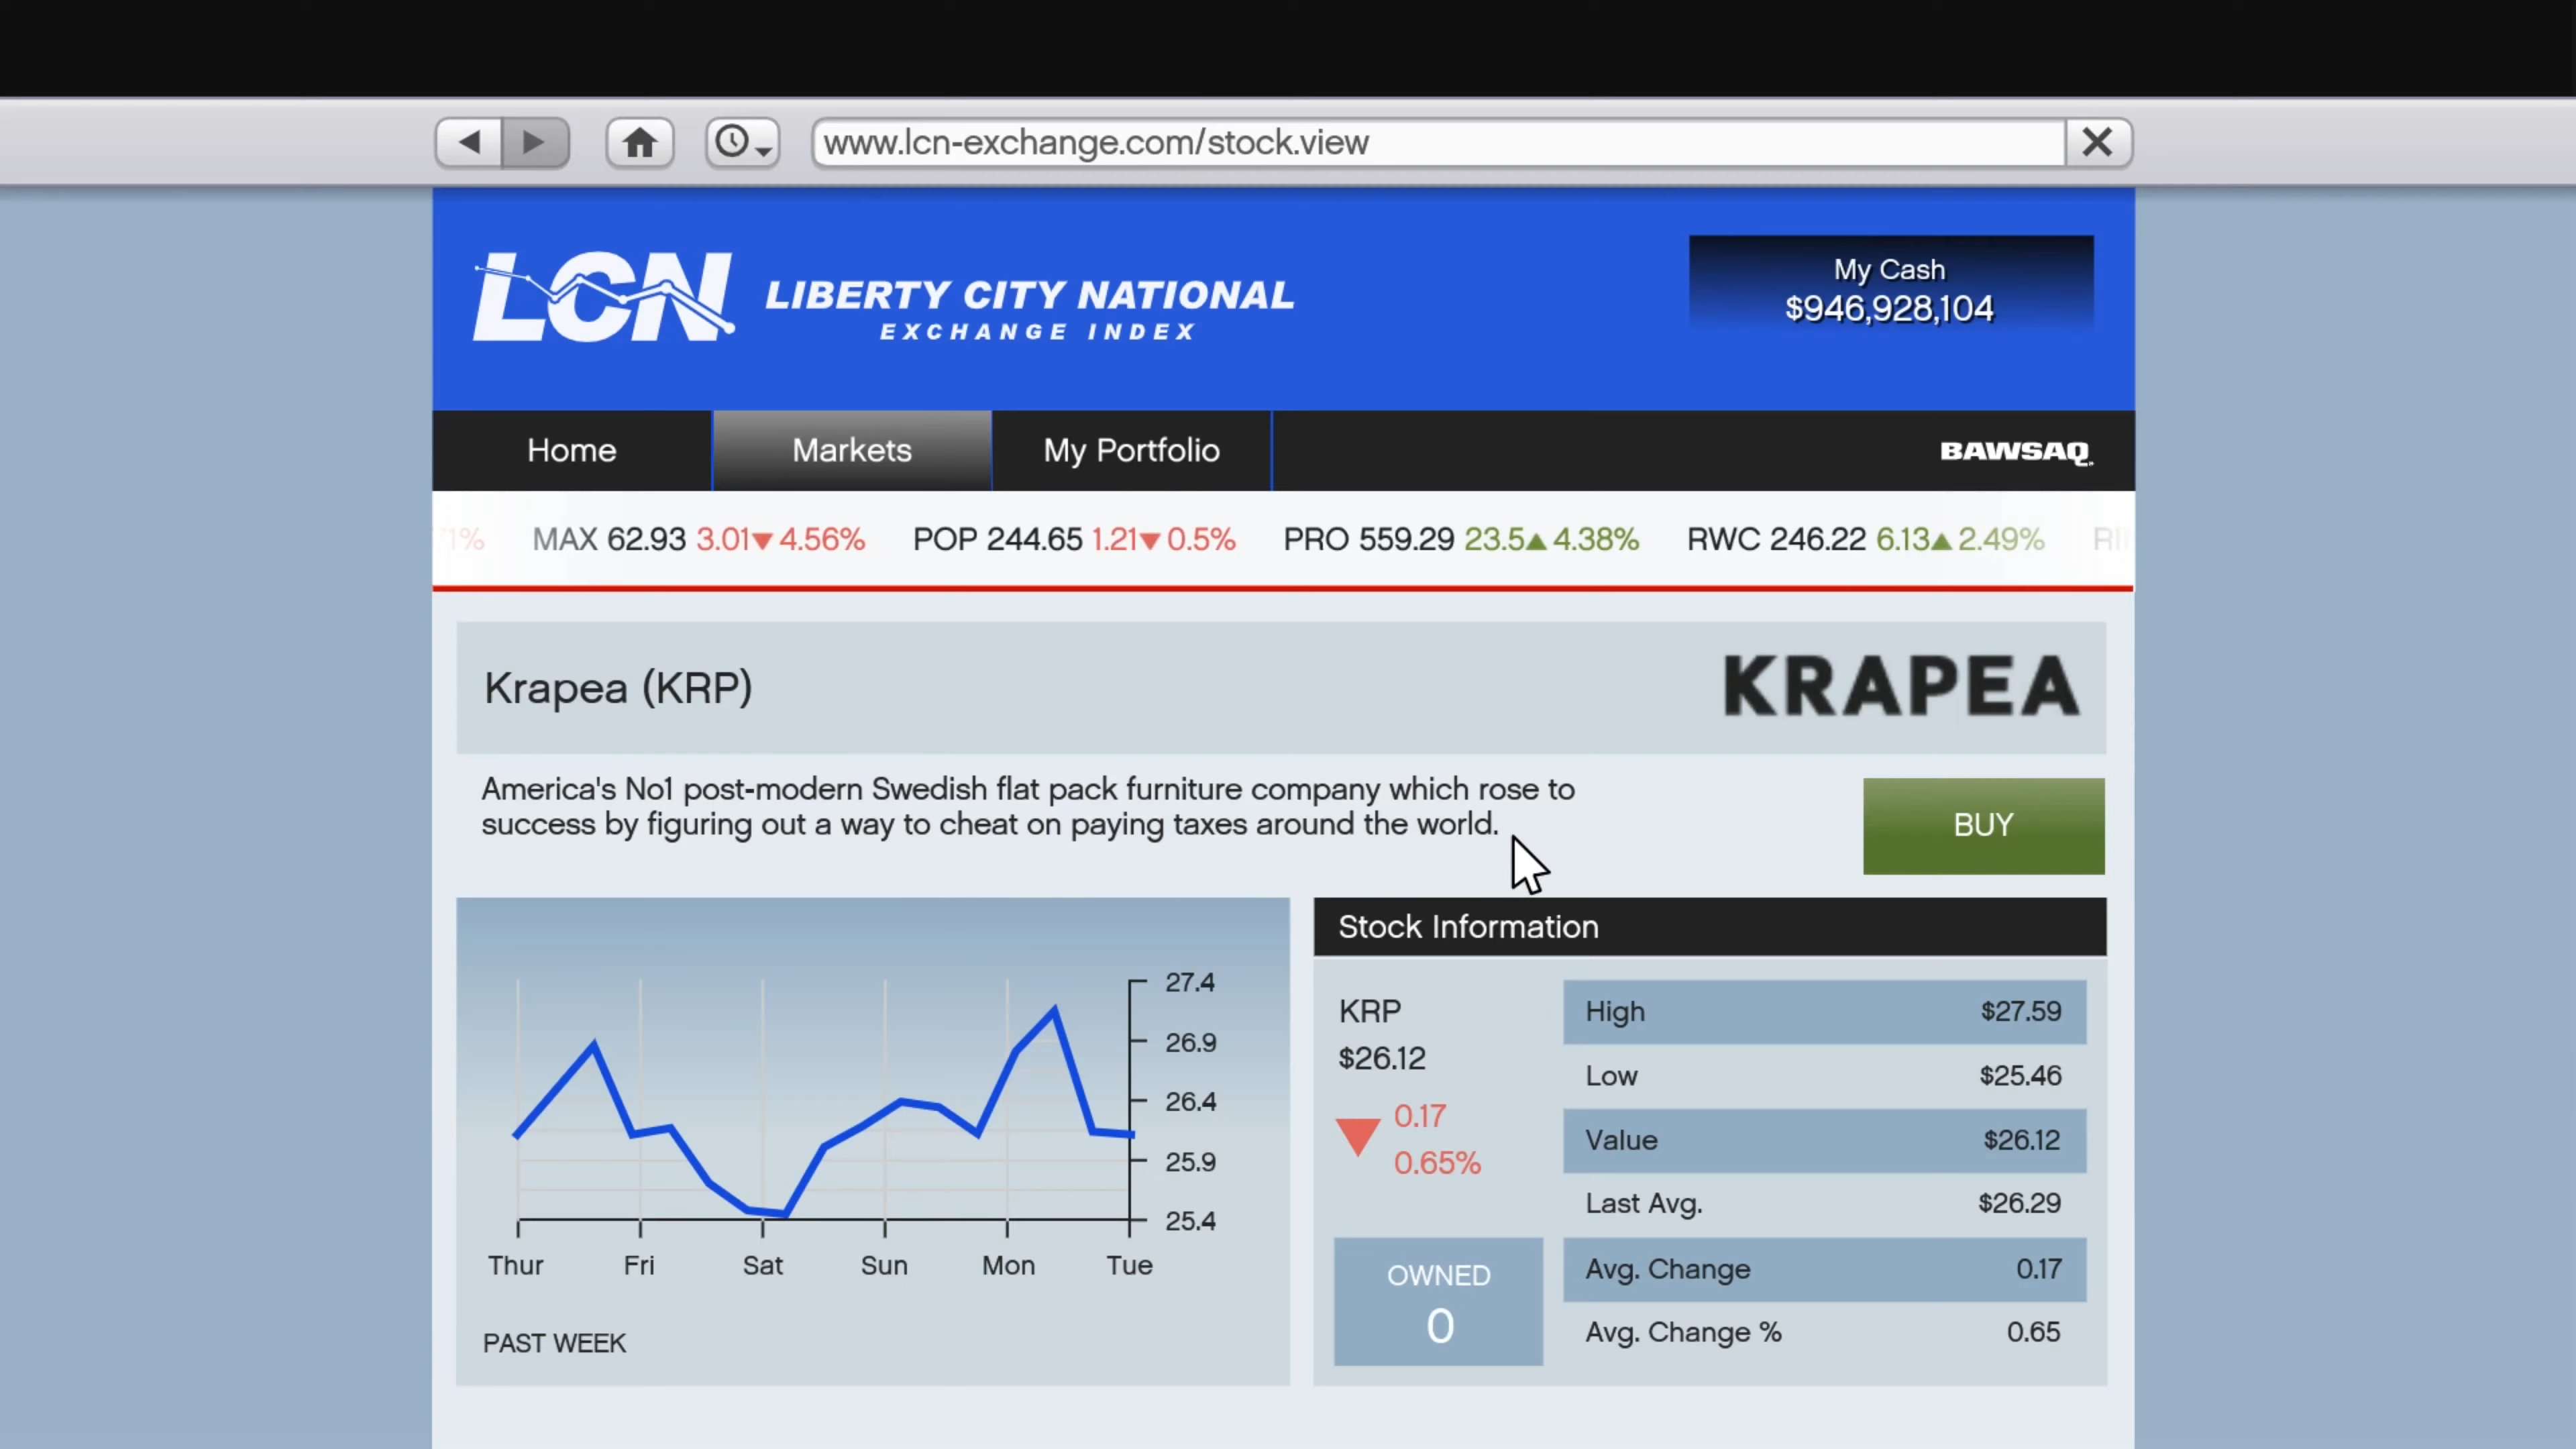 www.lcn-exchange.com/stock.view
LCN LIBERTY CITY NATIONAL
EXCHANGE INDEX
My Cash
$946,928,104
Home Markets My Portfolio BAWSAQ
71% MAX 62.93 3.01▼ 4.56% POP 244.65 1.21▼ 0.5% PRO 559.29 23.5▲ 4.38% RWC 246.22 6.13▲ 2.49%
Krapea (KRP) KRAPEA
America's No1 post-modern Swedish flat pack furniture company which rose to
success by figuring out a way to cheat on paying taxes around the world.
BUY
27.4
26.9
26.4
25.9
25.4
Thur Fri Sat Sun Mon Tue
PAST WEEK
Stock Information
KRP
$26.12
0.17
0.65%
OWNED
0
High $27.59
Low $25.46
Value $26.12
Last Avg. $26.29
Avg. Change 0.17
Avg. Change % 0.65